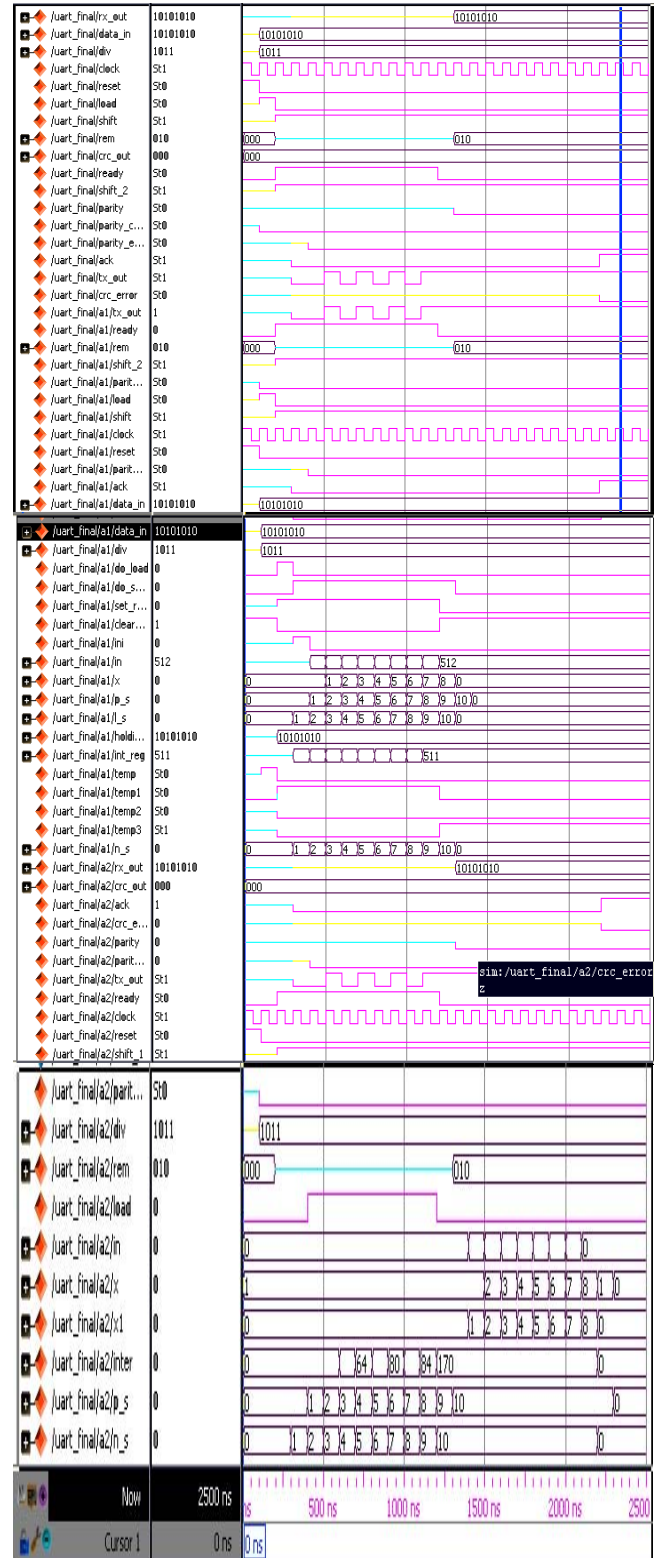 /uart_final/rx_out 10101010 10101010
/uart_final/data_in 10101010 10101010
/uart_final/div 1011 1011
/uart_final/clock St1
/uart_final/reset St0
/uart_final/load St0
/uart_final/shift St1
/uart_final/rem 010 000 010
/uart_final/crc_out 000 000
/uart_final/ready St0
/uart_final/shift_2 St1
/uart_final/parity St0
/uart_final/parity_c... St0
/uart_final/parity_e... St0
/uart_final/ack St1
/uart_final/tx_out St1
/uart_final/crc_error St0
/uart_final/a1/tx_out 1
/uart_final/a1/ready 0
/uart_final/a1/rem 010 000 010
/uart_final/a1/shift_2 St1
/uart_final/a1/parit... St0
/uart_final/a1/load St0
/uart_final/a1/shift St1
/uart_final/a1/clock St1
/uart_final/a1/reset St0
/uart_final/a1/parit... St0
/uart_final/a1/ack St1
/uart_final/a1/data_in 10101010 10101010
/uart_final/a1/data_in 10101010 10101010
/uart_final/a1/div 1011 1011
/uart_final/a1/do_load 0
/uart_final/a1/do_s... 0
/uart_final/a1/set_r... 0
/uart_final/a1/clear... 1
/uart_final/a1/ini 0
/uart_final/a1/in 512 512
/uart_final/a1/x 0 0 1 2 3 4 5 6 7 8 0
/uart_final/a1/p_s 0 0 1 2 3 4 5 6 7 8 9 10 0
/uart_final/a1/l_s 0 0 1 2 3 4 5 6 7 8 9 10 0
/uart_final/a1/holdi... 10101010 10101010
/uart_final/a1/int_reg 511 511
/uart_final/a1/temp St0
/uart_final/a1/temp1 St0
/uart_final/a1/temp2 St0
/uart_final/a1/temp3 St1
/uart_final/a1/n_s 0 0 1 2 3 4 5 6 7 8 9 10 0
/uart_final/a2/rx_out 10101010 10101010
/uart_final/a2/crc_out 000 000
/uart_final/a2/ack 1
/uart_final/a2/crc_e... 0
/uart_final/a2/parity 0
/uart_final/a2/parit... 0
/uart_final/a2/tx_out St1
sim:/uart_final/a2/crc_error
z
/uart_final/a2/ready St0
/uart_final/a2/clock St1
/uart_final/a2/reset St0
/uart_final/a2/shift_1 St1
/uart_final/a2/parit... St0
/uart_final/a2/div 1011 1011
/uart_final/a2/rem 010 000 010
/uart_final/a2/load 0
/uart_final/a2/in 0 0 0
/uart_final/a2/x 0 1 2 3 4 5 6 7 8 1 0
/uart_final/a2/x1 0 0 1 2 3 4 5 6 7 8 0
/uart_final/a2/inter 0 0 64 80 84 170 0
/uart_final/a2/p_s 0 0 1 2 3 4 5 6 7 8 9 10 0
/uart_final/a2/n_s 0 0 1 2 3 4 5 6 7 8 9 10 0
Now 2500 ns ns 500 ns 1000 ns 1500 ns 2000 ns 2500
Cursor 1 0 ns 0 ns